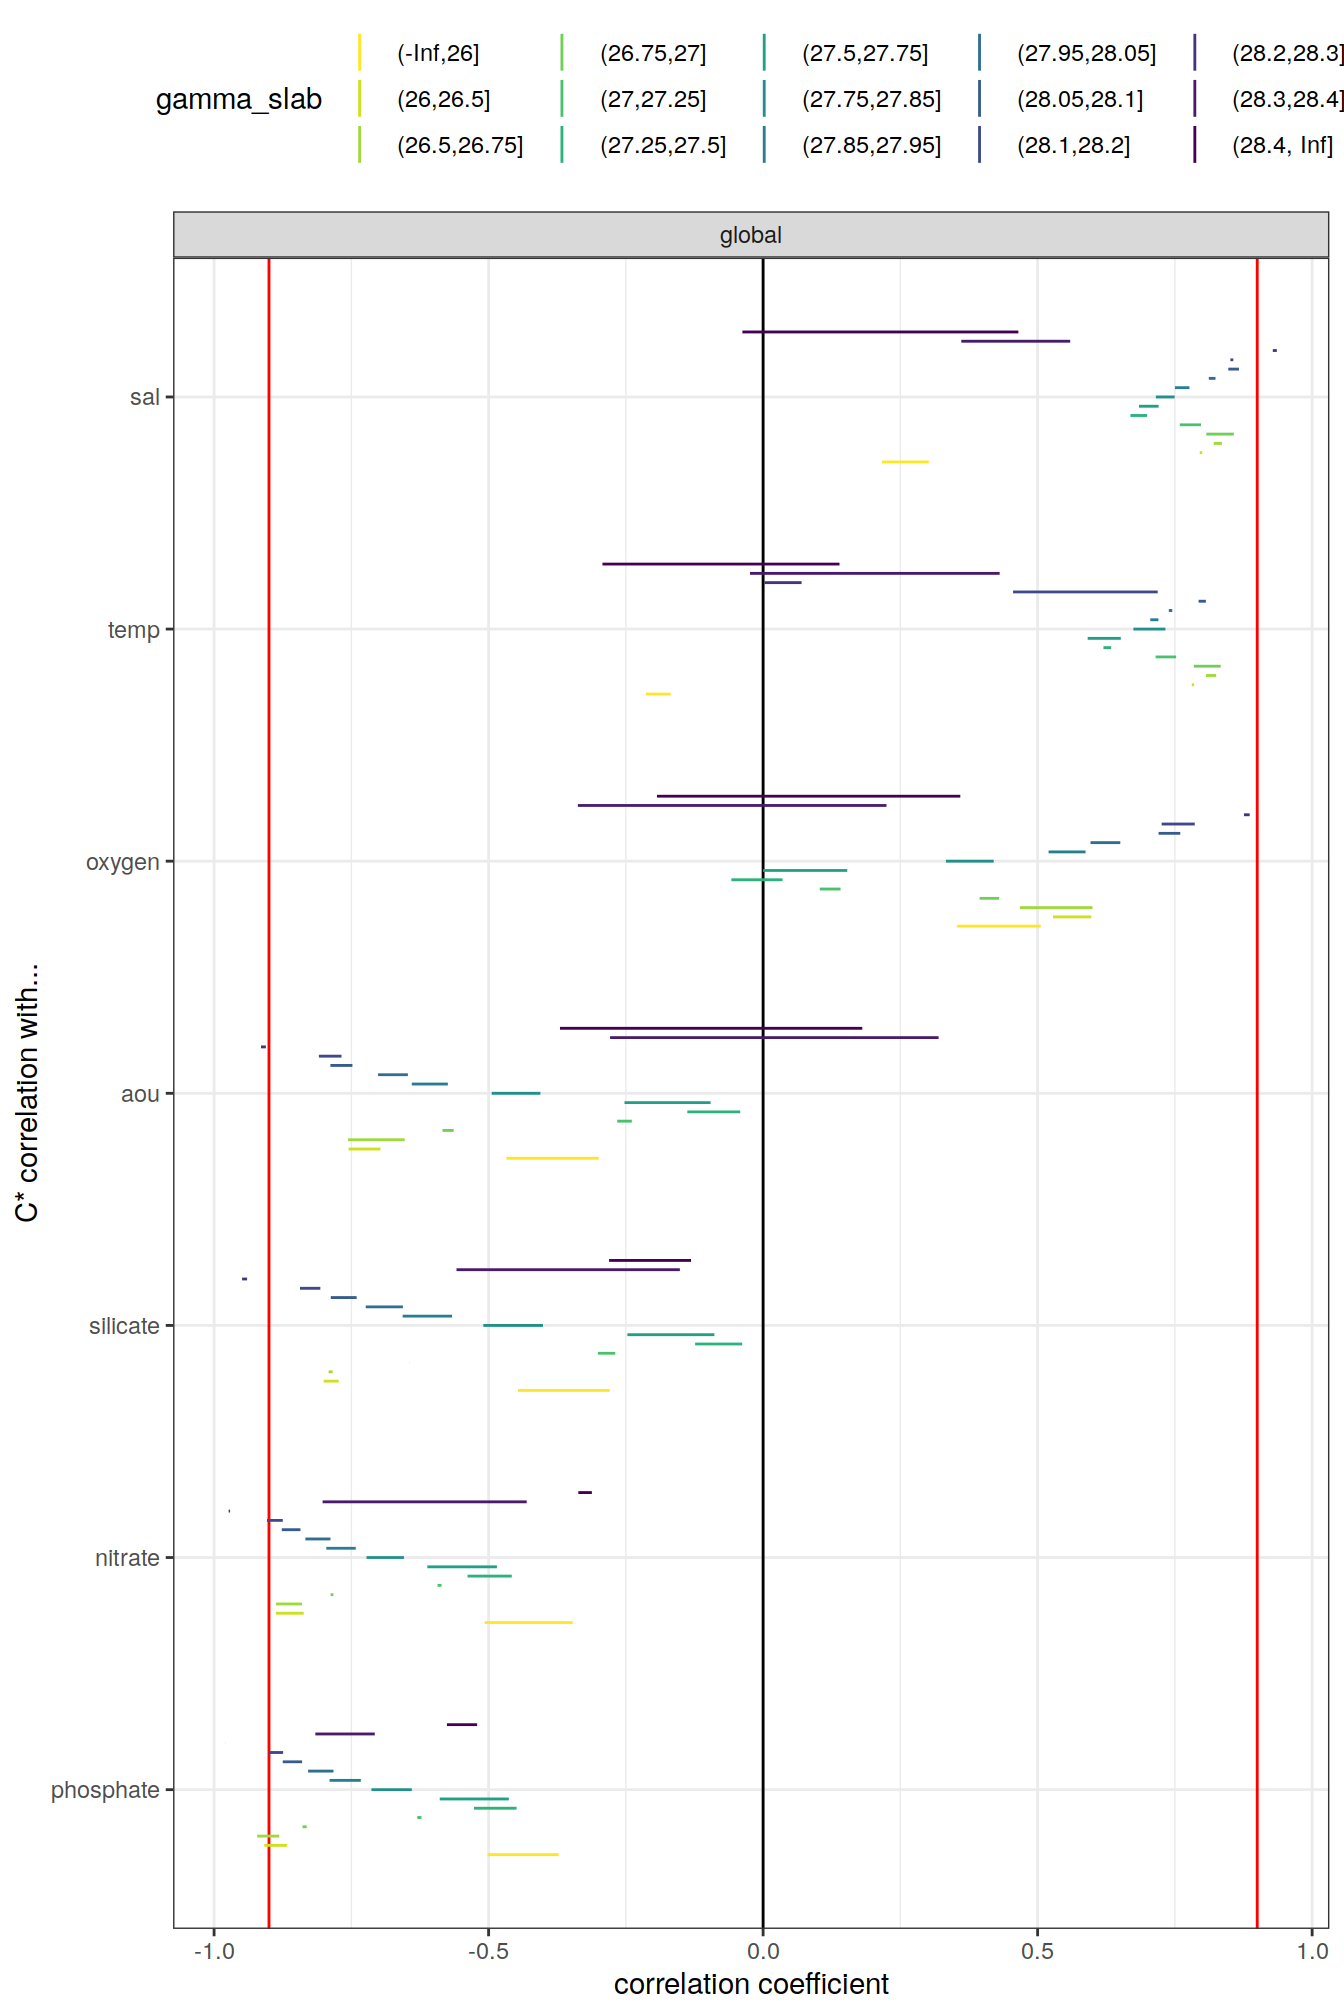 gamma_slab
(-Inf,26] (26.75,27] (27.5,27.75] (27.95,28.05] (28.2,28.3]
(26,26.5] (27,27.25] (27.75,27.85] (28.05,28.1] (28.3,28.4]
(26.5,26.75] (27.25,27.5] (27.85,27.95] (28.1,28.2] (28.4, Inf]
global
C* correlation with...
sal
temp
oxygen
aou
silicate
nitrate
phosphate
-1.0 -0.5 0.0 0.5 1.0
correlation coefficient